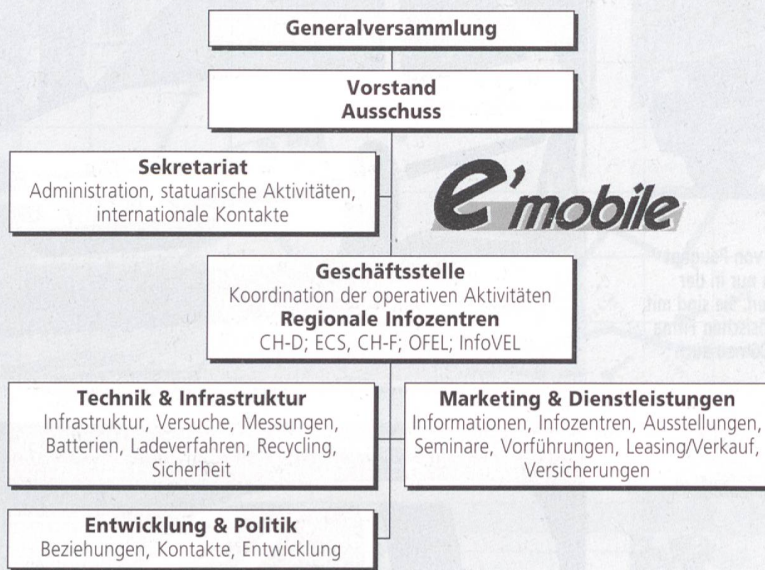 Generalversammlung
Vorstand
Ausschuss
Sekretariat
Administration, statuarische Aktivitäten,
internationale Kontakte
e'mobile
Geschäftsstelle
Koordination der operativen Aktivitäten
Regionale Infozentren
CH-D; ECS, CH-F; OFEL; InfoVEL
Technik & Infrastruktur
Infrastruktur, Versuche, Messungen,
Batterien, Ladeverfahren, Recycling,
Sicherheit
Marketing & Dienstleistungen
Informationen, Infozentren, Ausstellungen,
Seminare, Vorführungen, Leasing/Verkauf,
Versicherungen
Entwicklung & Politik
Beziehungen, Kontakte, Entwicklung